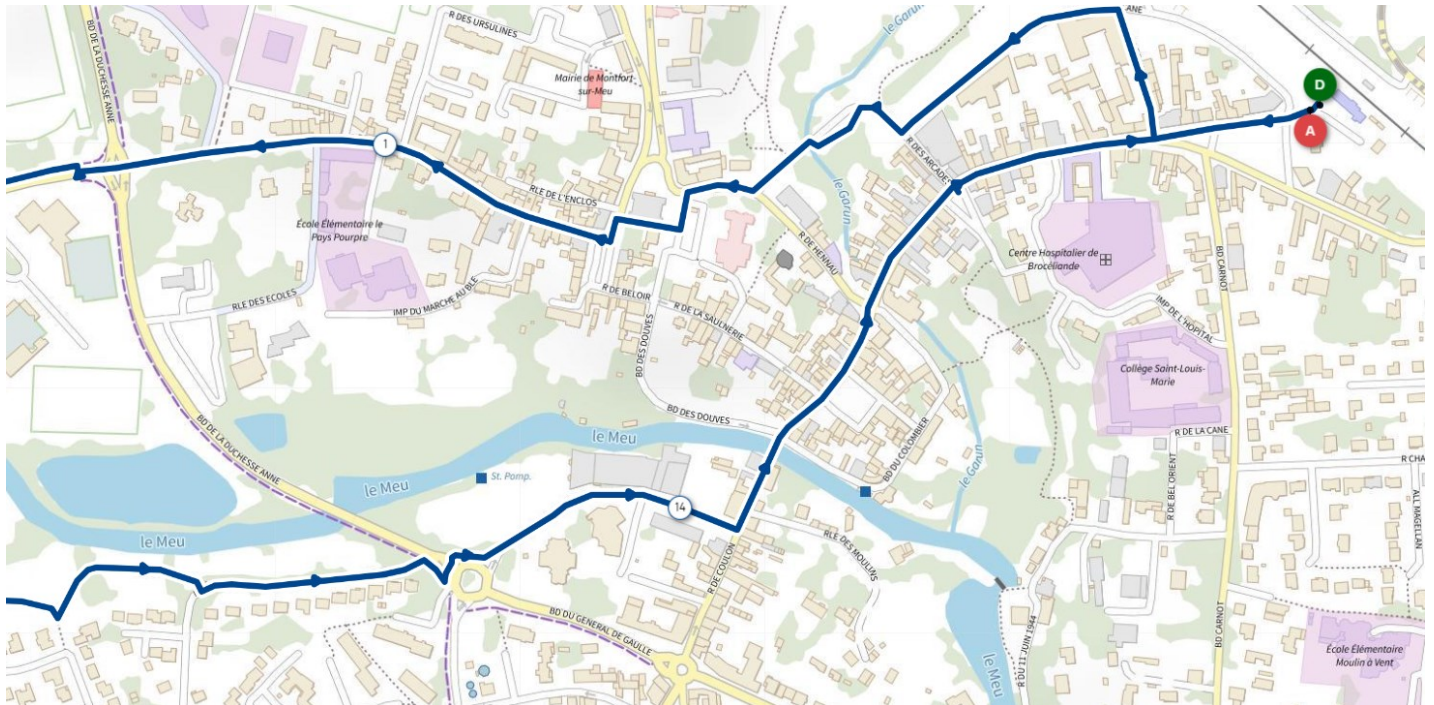 ANE
R DES URSULINES
le Garun
BD DE LA DUCHESSE ANNE
Mairie de Montfort-
sur-Meu
D
A
1
R DES ARCADES
RLE DE L'ENCLOS
le Garun
École Élémentaire le
Pays Pourpre
R DE HENNAU
Centre Hospitalier de
Brocéliande
BD CARNOT
RLE DES ECOLES
IMP DU MARCHE AU BLE
R DE BELOIR
R DE LA SAULNERIE
IMP DE L'HOPITAL
BD DES DOUVES
Collège Saint-Louis-
Marie
BD DES DOUVES
BD DE LA DUCHESSE ANNE
le Meu
BD DU COLOMBIER
R DE LA CANE
le Garun
R DE BEL ORIENT
R CHA
ALL MAGELLAN
St. Pomp.
le Meu
14
le Meu
RLE DES MOULINS
R DE COULON
BD DU GENERAL DE GAULLE
R DU 11 JUIN 1944
BD CARNOT
le Meu
École Élémentaire
Moulin à Vent